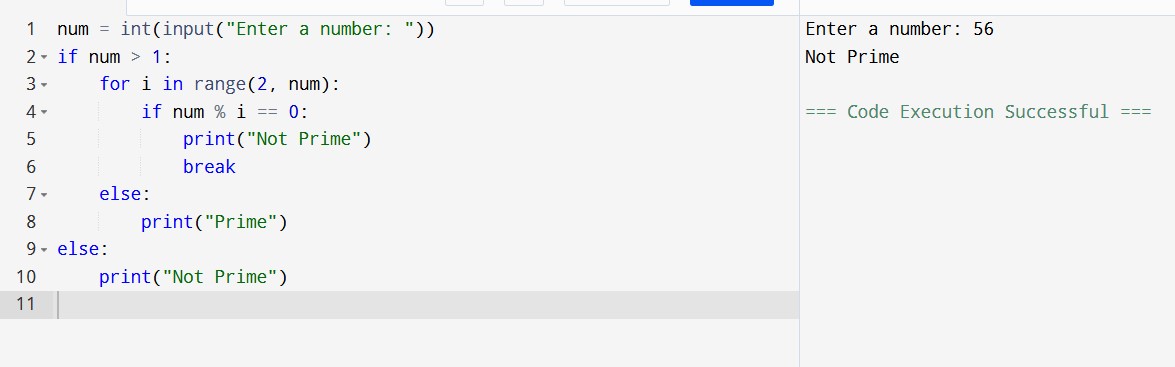 1 num = int(input("Enter a number: "))
2 if num > 1:
3     for i in range(2, num):
4         if num % i == 0:
5             print("Not Prime")
6             break
7     else:
8         print("Prime")
9 else:
10     print("Not Prime")
11
Enter a number: 56
Not Prime
=== Code Execution Successful ===